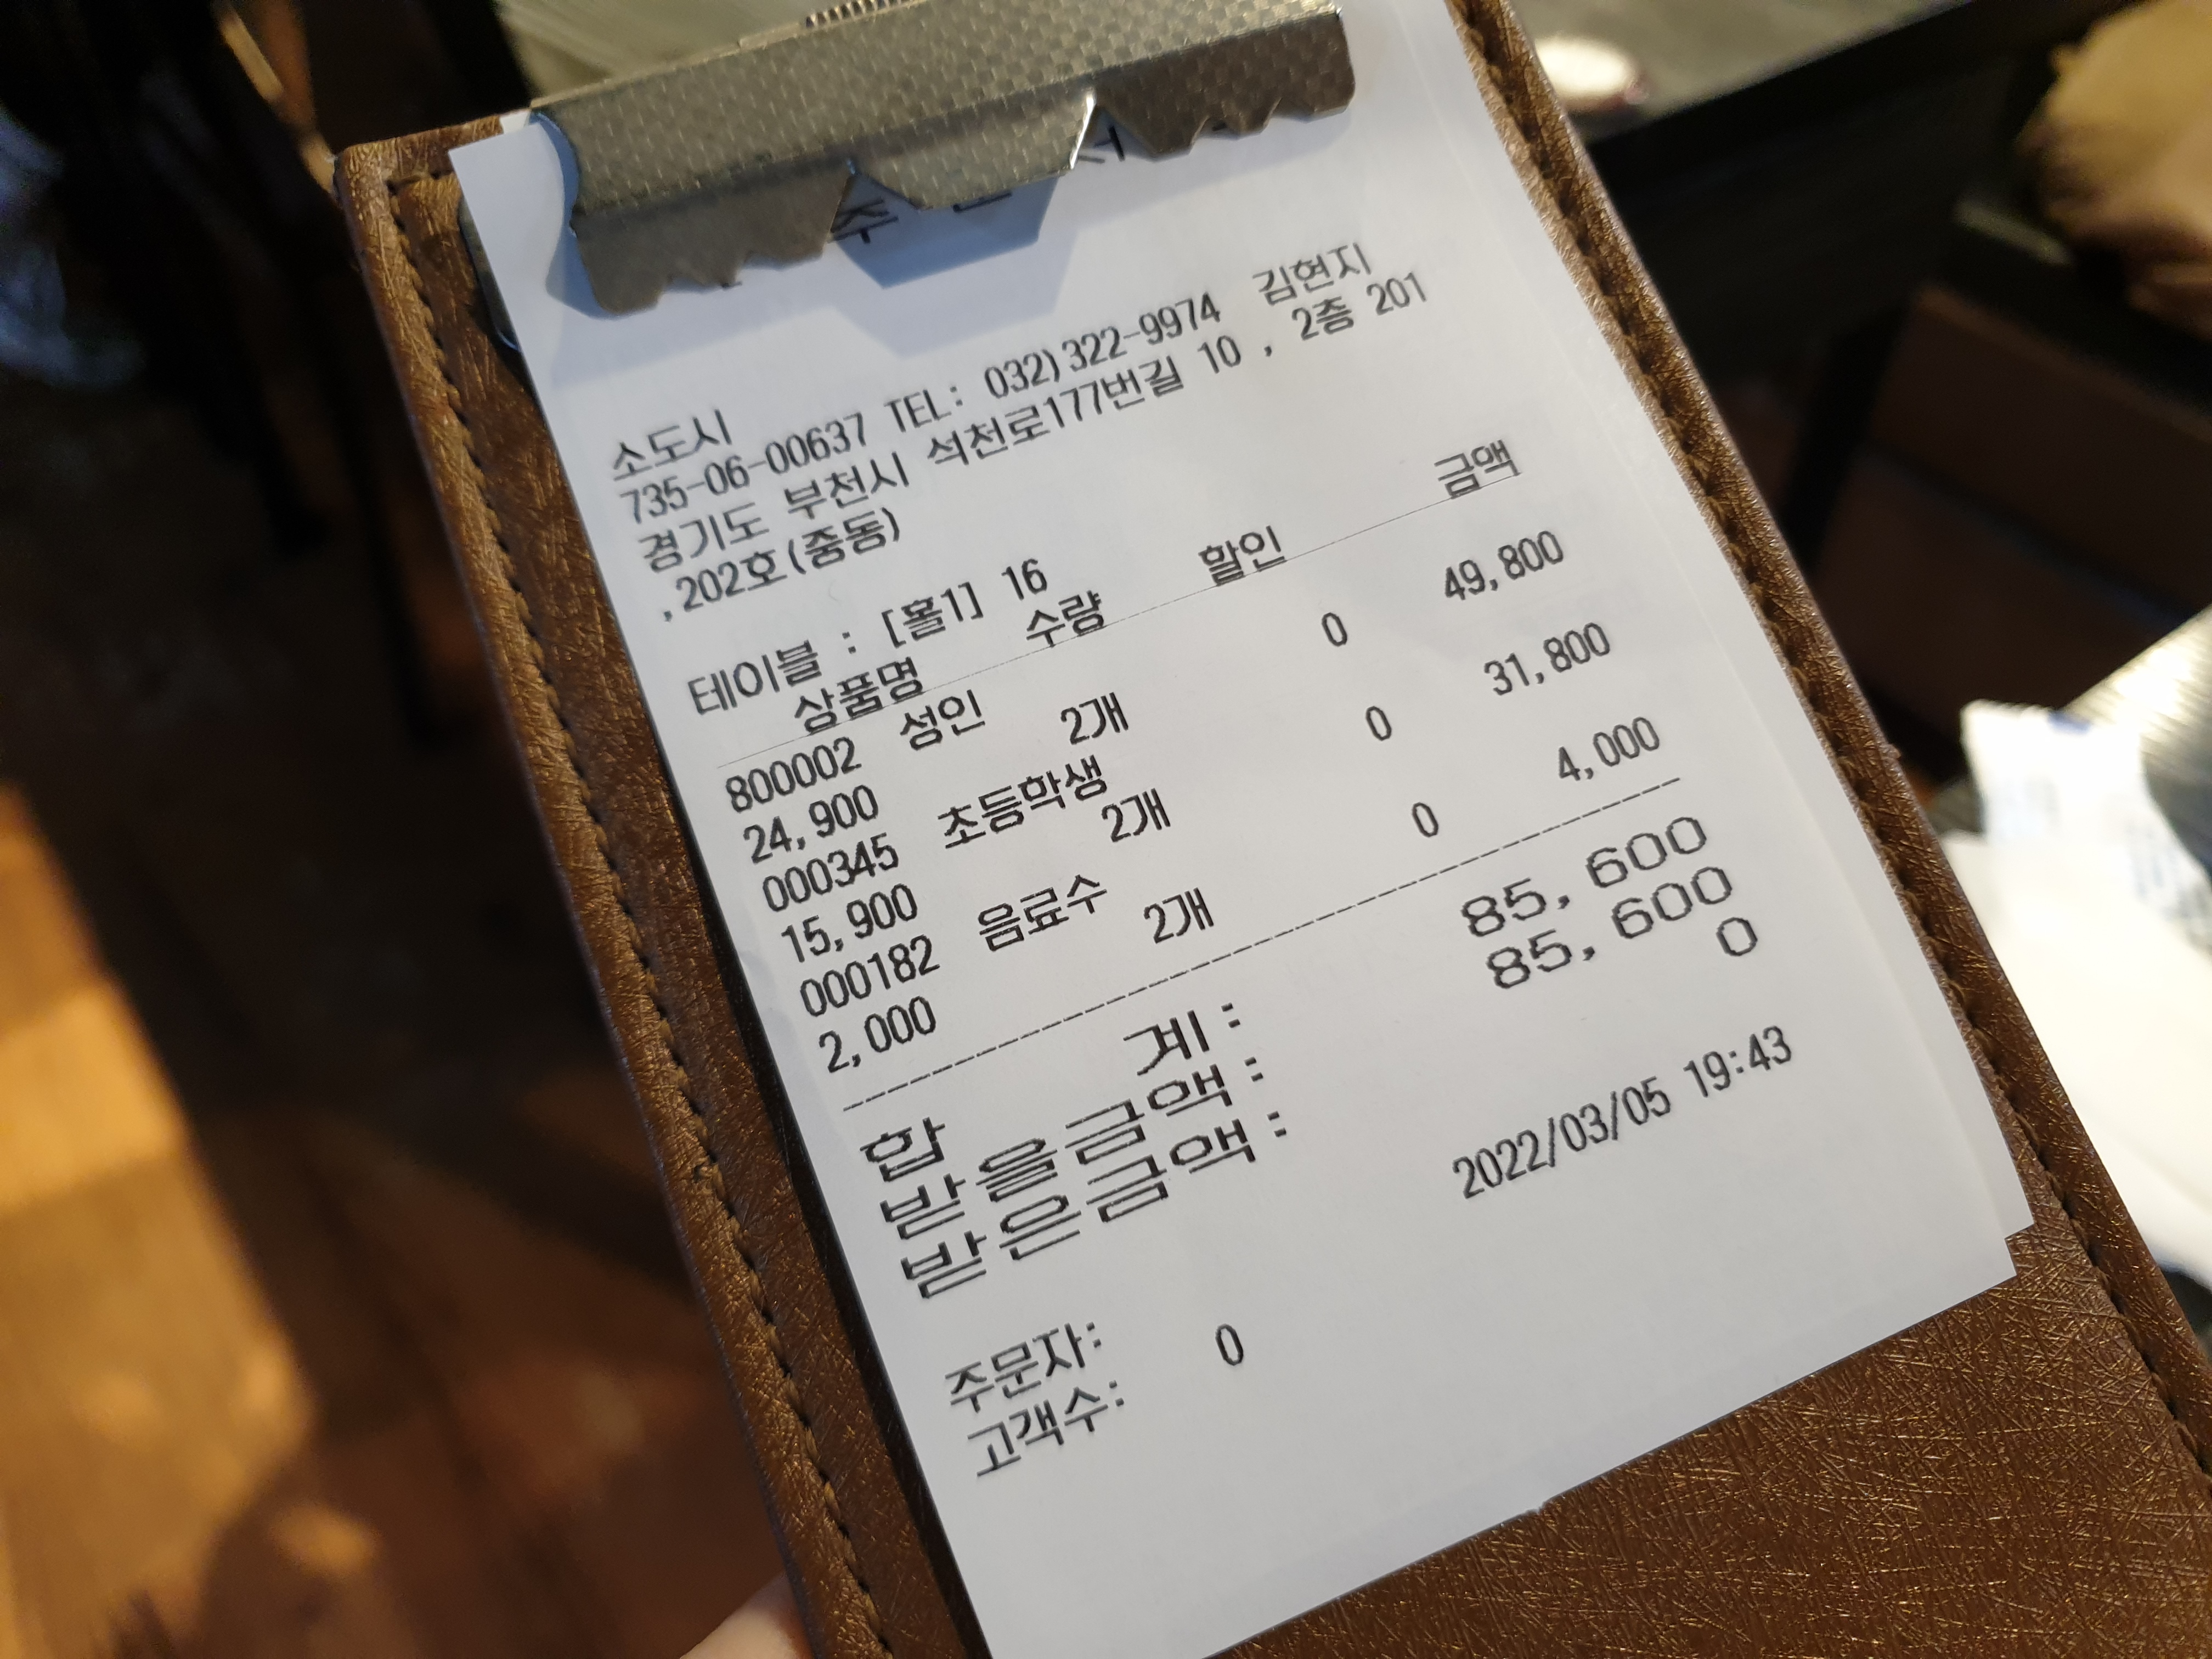 소도시
735-06-00637 TEL: 032)322-9974 김현지
경기도 부천시 석천로177번길 10 , 2층 201
,202호(중동)
테이블 : [홀1] 16
상품명 수량 할인 금액
800002 성인
24,900 2개 0 49,800
000345 초등학생
15,900 2개 0 31,800
000182 음료수
2,000 2개 0 4,000
합 계: 85,600
받을금액: 85,600
받은금액: 0
2022/03/05 19:43
주문자:
고객수: 0